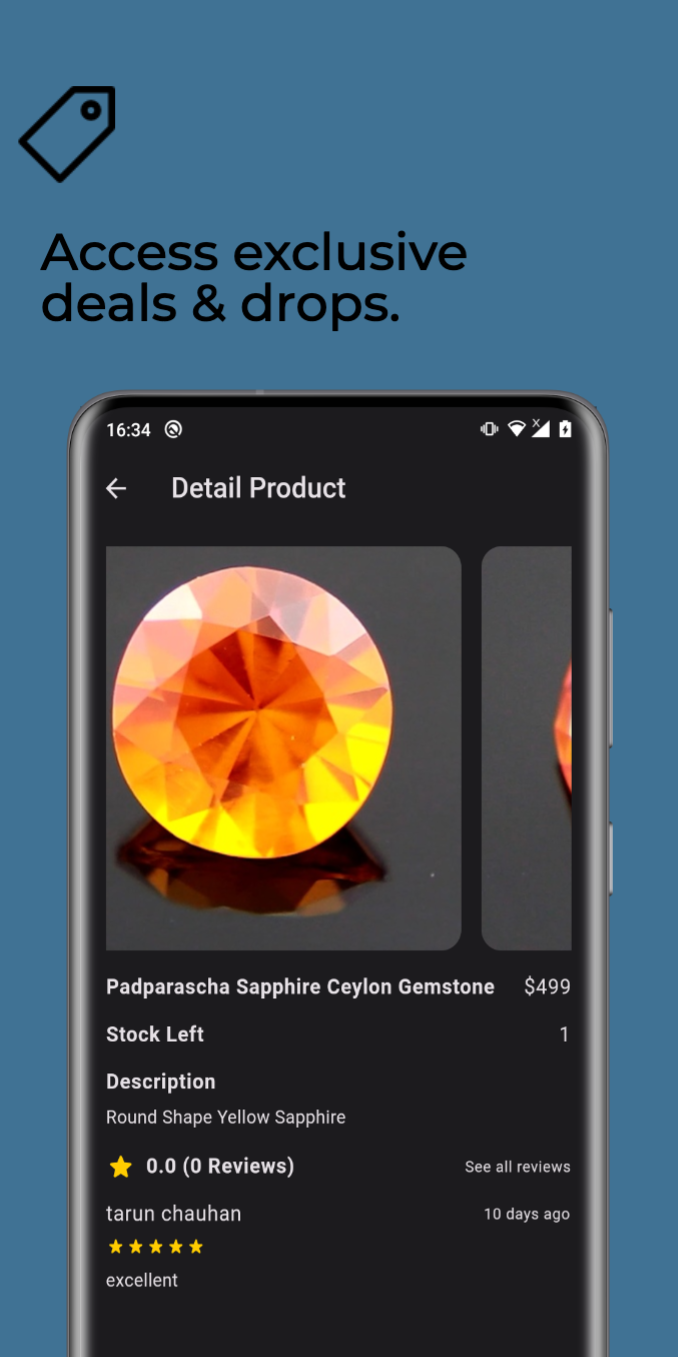 Access exclusive
deals & drops.
16:34
Detail Product
Padparascha Sapphire Ceylon Gemstone $499
Stock Left 1
Description
Round Shape Yellow Sapphire
0.0 (0 Reviews) See all reviews
tarun chauhan 10 days ago
excellent